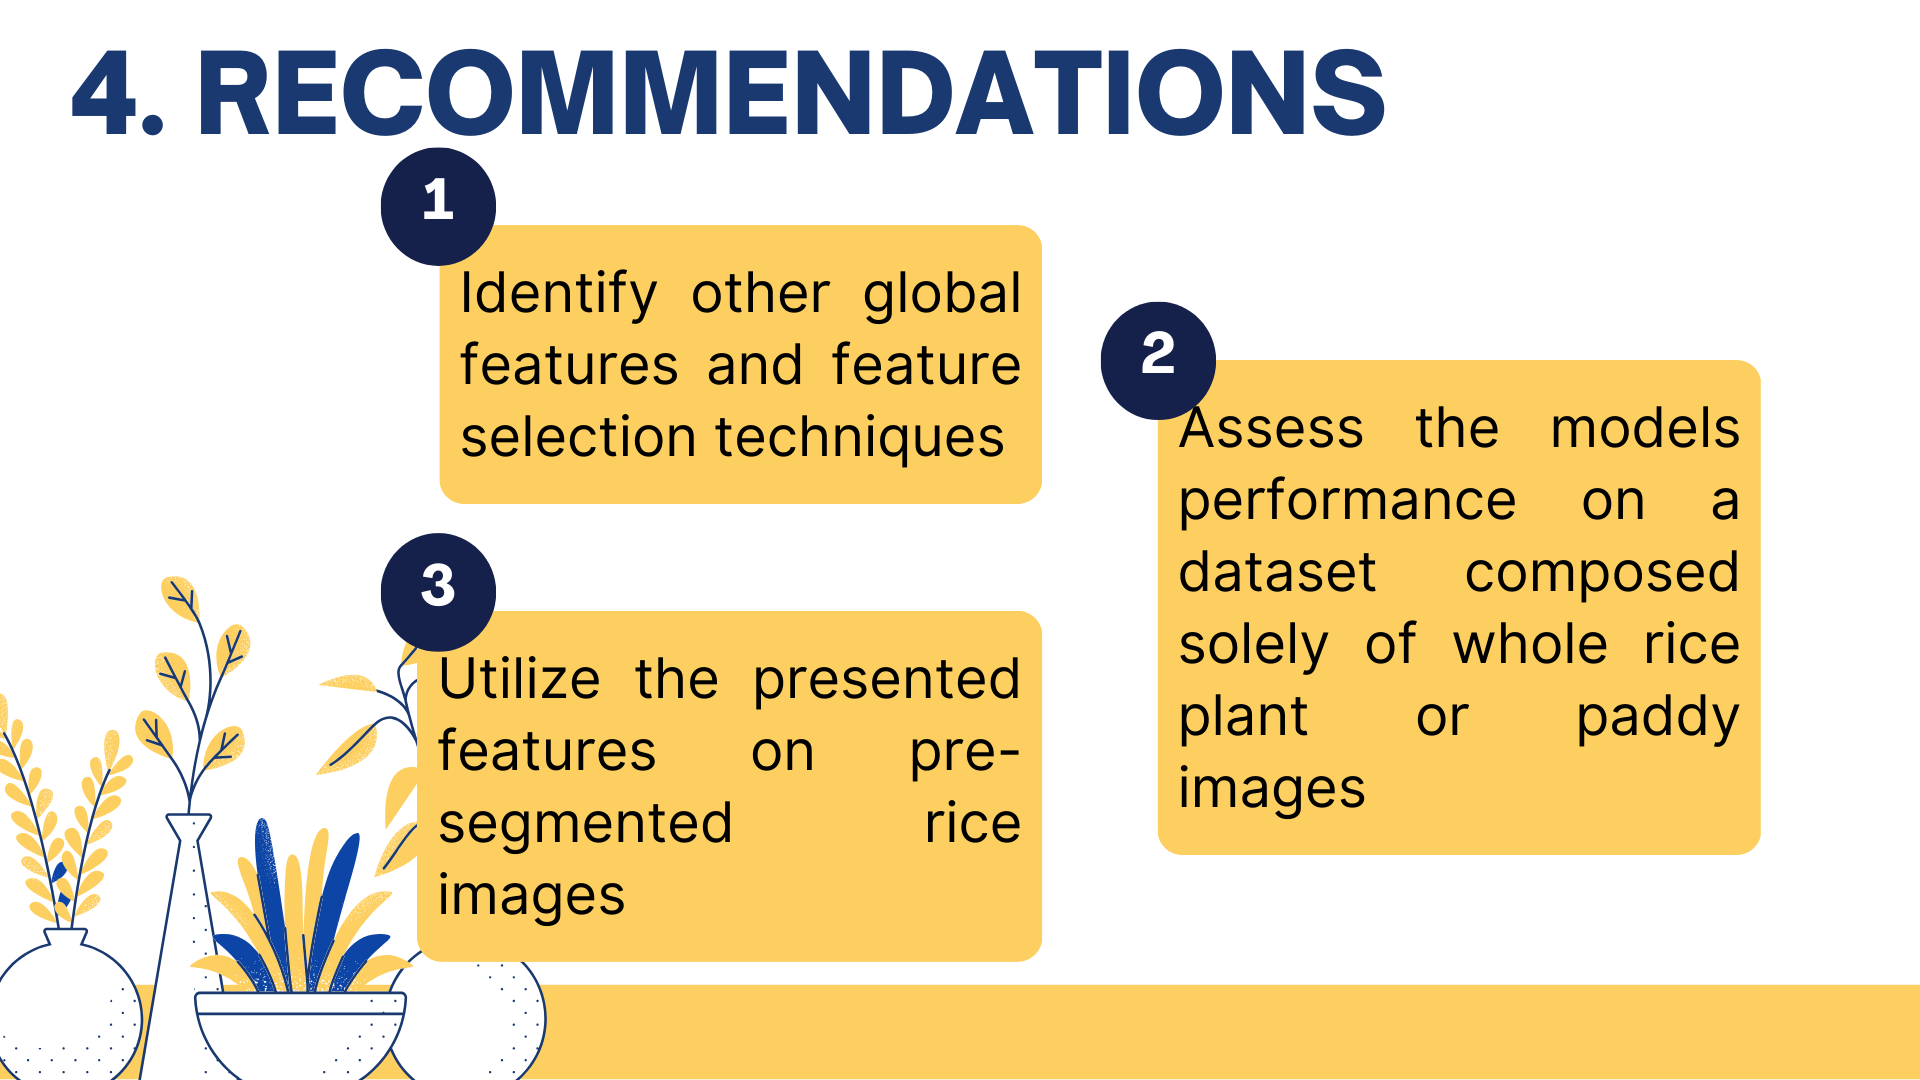 4. RECOMMENDATIONS
1
Identify other global
features and feature
selection techniques
2
Assess the models
performance on a
dataset composed
solely of whole rice
plant or paddy
images
3
Utilize the presented
features on pre-
segmented rice
images